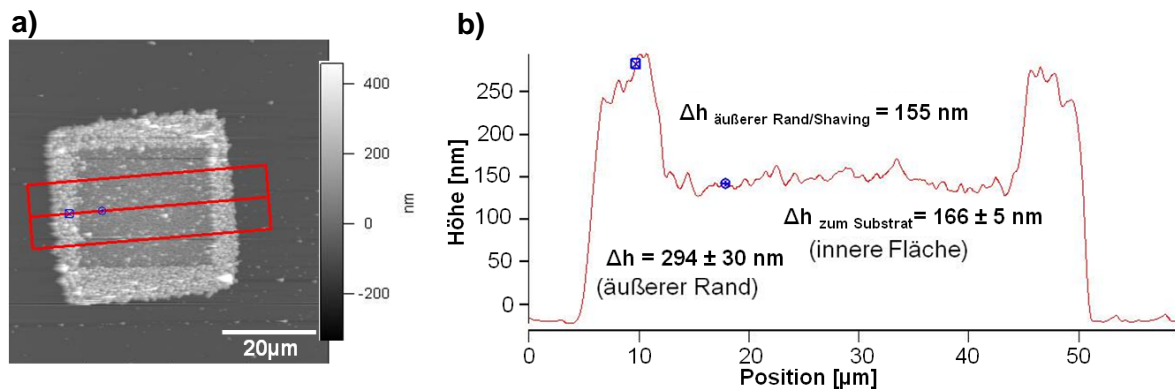 a)
400
200
0
-200
nm
20µm
b)
Höhe [nm]
250
200
150
100
50
0
Δh äußerer Rand/Shaving = 155 nm
Δh zum Substrat = 166 ± 5 nm
(innere Fläche)
Δh = 294 ± 30 nm
(äußerer Rand)
0
10
20
30
40
50
Position [µm]